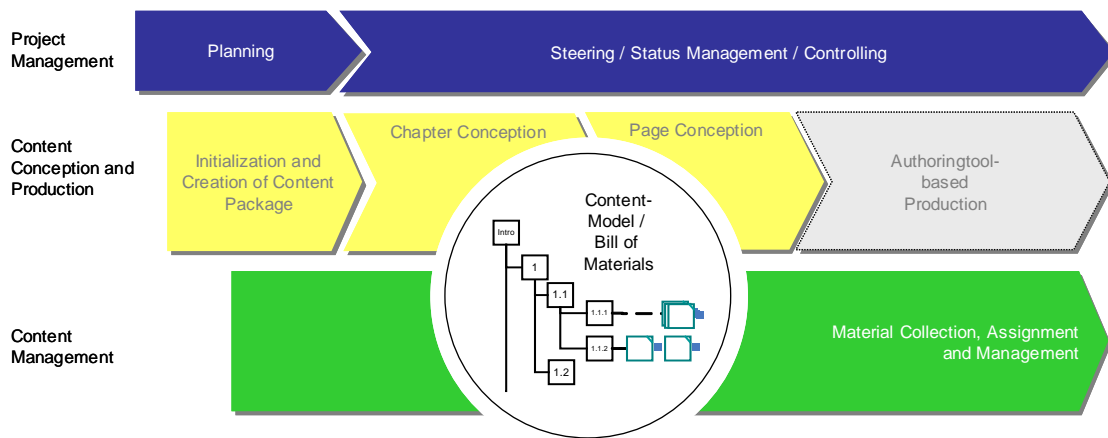 Project
Management
Planning
Steering / Status Management / Controlling
Content
Conception and
Production
Initialization and
Creation of Content
Package
Chapter Conception
Page Conception
Authoringtool-
based
Production
Content-
Model /
Bill of
Materials
Intro
1
1.1
1.1.1
1.1.2
1.2
Content
Management
Material Collection, Assignment
and Management